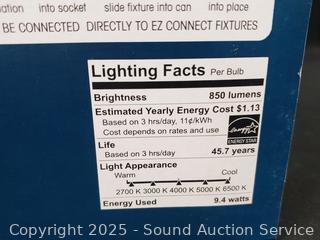 into socket slide fixture into can into place
BE CONNECTED DIRECTLY TO EZ CONNECT FIXTURES
Lighting Facts Per Bulb
Brightness 850 lumens
Estimated Yearly Energy Cost $1.13
Based on 3 hrs/day, 11¢/kWh
Cost depends on rates and use
ENERGY STAR
Life
Based on 3 hrs/day 45.7 years
Light Appearance
Warm Cool
2700 K 3000 K 4000 K 5000 K 6500 K
Energy Used 9.4 watts
Copyright 2025 - Sound Auction Service